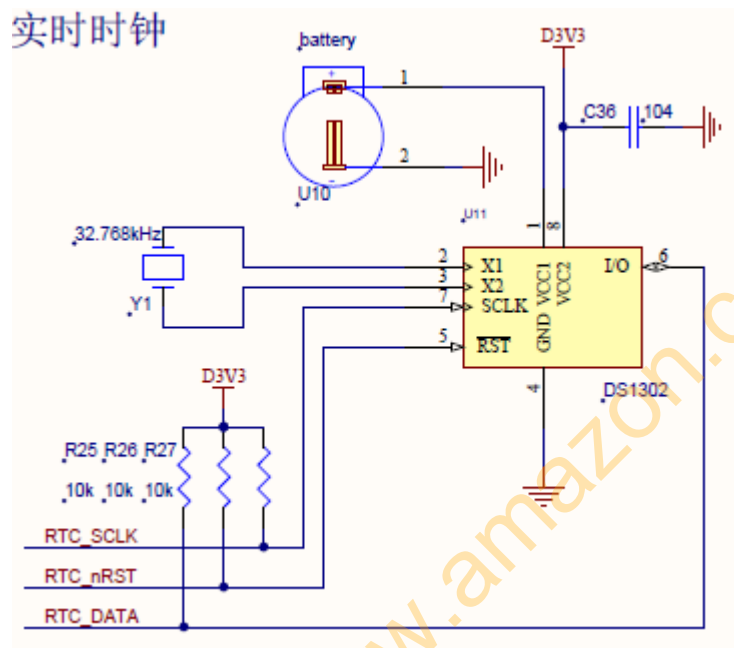 实时时钟
battery
D3V3
1
C36 104
2
U10
U11
1
8
32.768kHz
2
X1
VCC1
VCC2
I/O
6
3
X2
7
SCLK
Y1
5
RST
GND
4
DS1302
D3V3
R25 R26 R27
10k 10k 10k
RTC_SCLK
RTC_nRST
RTC_DATA
w.amazon.c